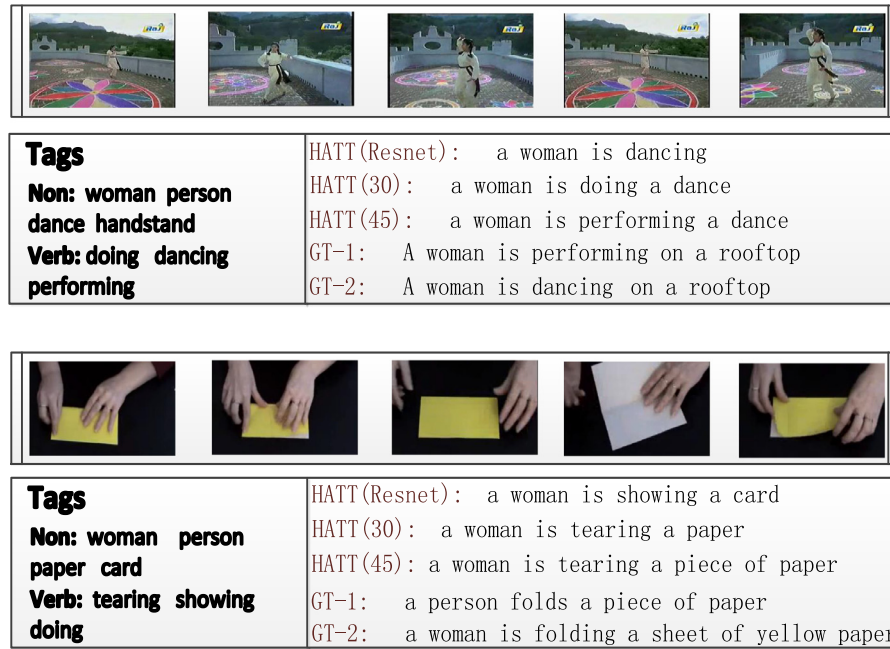 Tags
Non: woman person
dance handstand
Verb: doing dancing
performing
HATT(Resnet): a woman is dancing
HATT(30): a woman is doing a dance
HATT(45): a woman is performing a dance
GT-1: A woman is performing on a rooftop
GT-2: A woman is dancing on a rooftop
Tags
Non: woman person
paper card
Verb: tearing showing
doing
HATT(Resnet): a woman is showing a card
HATT(30): a woman is tearing a paper
HATT(45): a woman is tearing a piece of paper
GT-1: a person folds a piece of paper
GT-2: a woman is folding a sheet of yellow paper